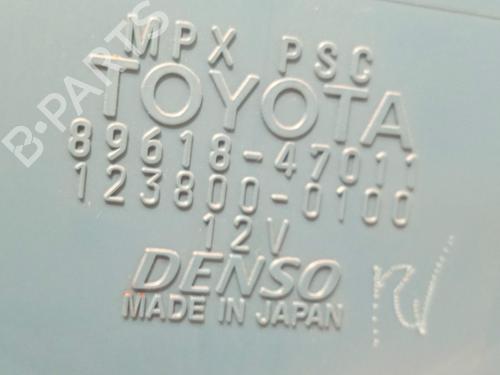 MPX PSC
TOYOTA
89618-47011
123800-0100
12V
DENSO
MADE IN JAPAN
B-PARTS